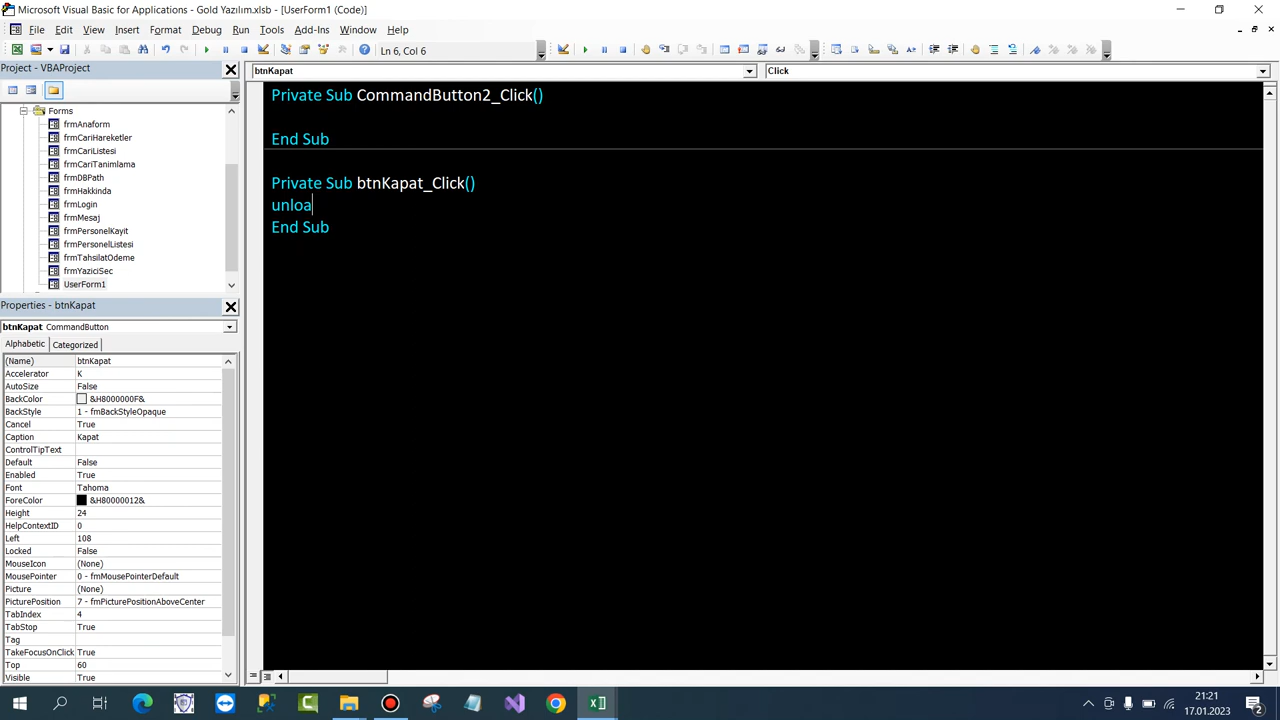 Microsoft Visual Basic for Applications - Gold Yazılım.xlsb - [UserForm1 (Code)]
File Edit View Insert Format Debug Run Tools Add-Ins Window Help
Ln 6, Col 6
Project - VBAProject
btnKapat
Click
Forms
frmAnaform
frmCariHareketler
frmCariListesi
frmCariTanimlama
frmDBPath
frmHakkinda
frmLogin
frmMesaj
frmPersonelKayit
frmPersonelListesi
frmTahsilatOdeme
frmYaziciSec
UserForm1
Private Sub CommandButton2_Click()
End Sub
Private Sub btnKapat_Click()
unloa
End Sub
Properties - btnKapat
btnKapat CommandButton
Alphabetic Categorized
(Name) btnKapat
Accelerator K
AutoSize False
BackColor &H8000000F&
BackStyle 1 - fmBackStyleOpaque
Cancel True
Caption Kapat
ControlTipText
Default False
Enabled True
Font Tahoma
ForeColor &H80000012&
Height 24
HelpContextID 0
Left 108
Locked False
MouseIcon (None)
MousePointer 0 - fmMousePointerDefault
Picture (None)
PicturePosition 7 - fmPicturePositionAboveCenter
TabIndex 4
TabStop True
Tag
TakeFocusOnClick True
Top 60
Visible True
21:21
17.01.2023
2